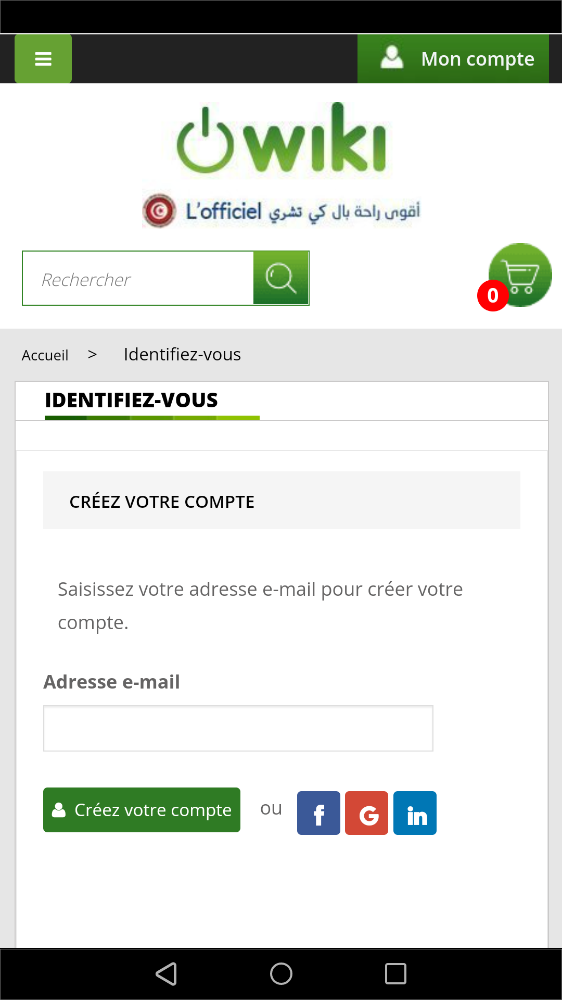 Mon compte
wiki
L'officiel أقوى راحة بال كي تشري
Rechercher
0
Accueil > Identifiez-vous
IDENTIFIEZ-VOUS
CRÉEZ VOTRE COMPTE
Saisissez votre adresse e-mail pour créer votre
compte.
Adresse e-mail
Créez votre compte ou f G in